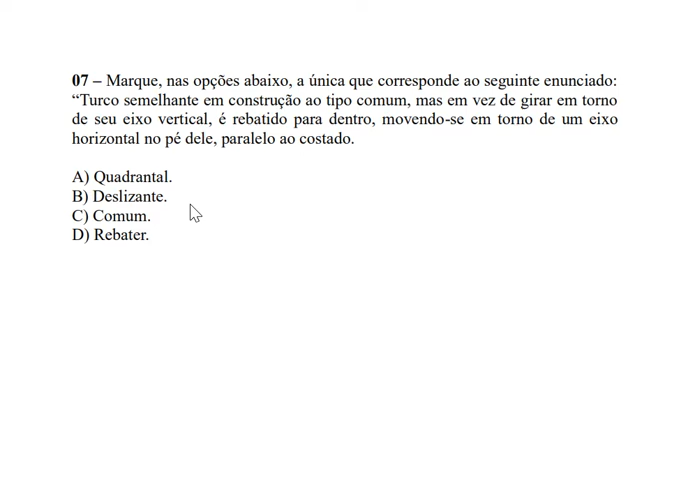 07 – Marque, nas opções abaixo, a única que corresponde ao seguinte enunciado:
“Turco semelhante em construção ao tipo comum, mas em vez de girar em torno
de seu eixo vertical, é rebatido para dentro, movendo-se em torno de um eixo
horizontal no pé dele, paralelo ao costado.
A) Quadrantal.
B) Deslizante.
C) Comum.
D) Rebater.